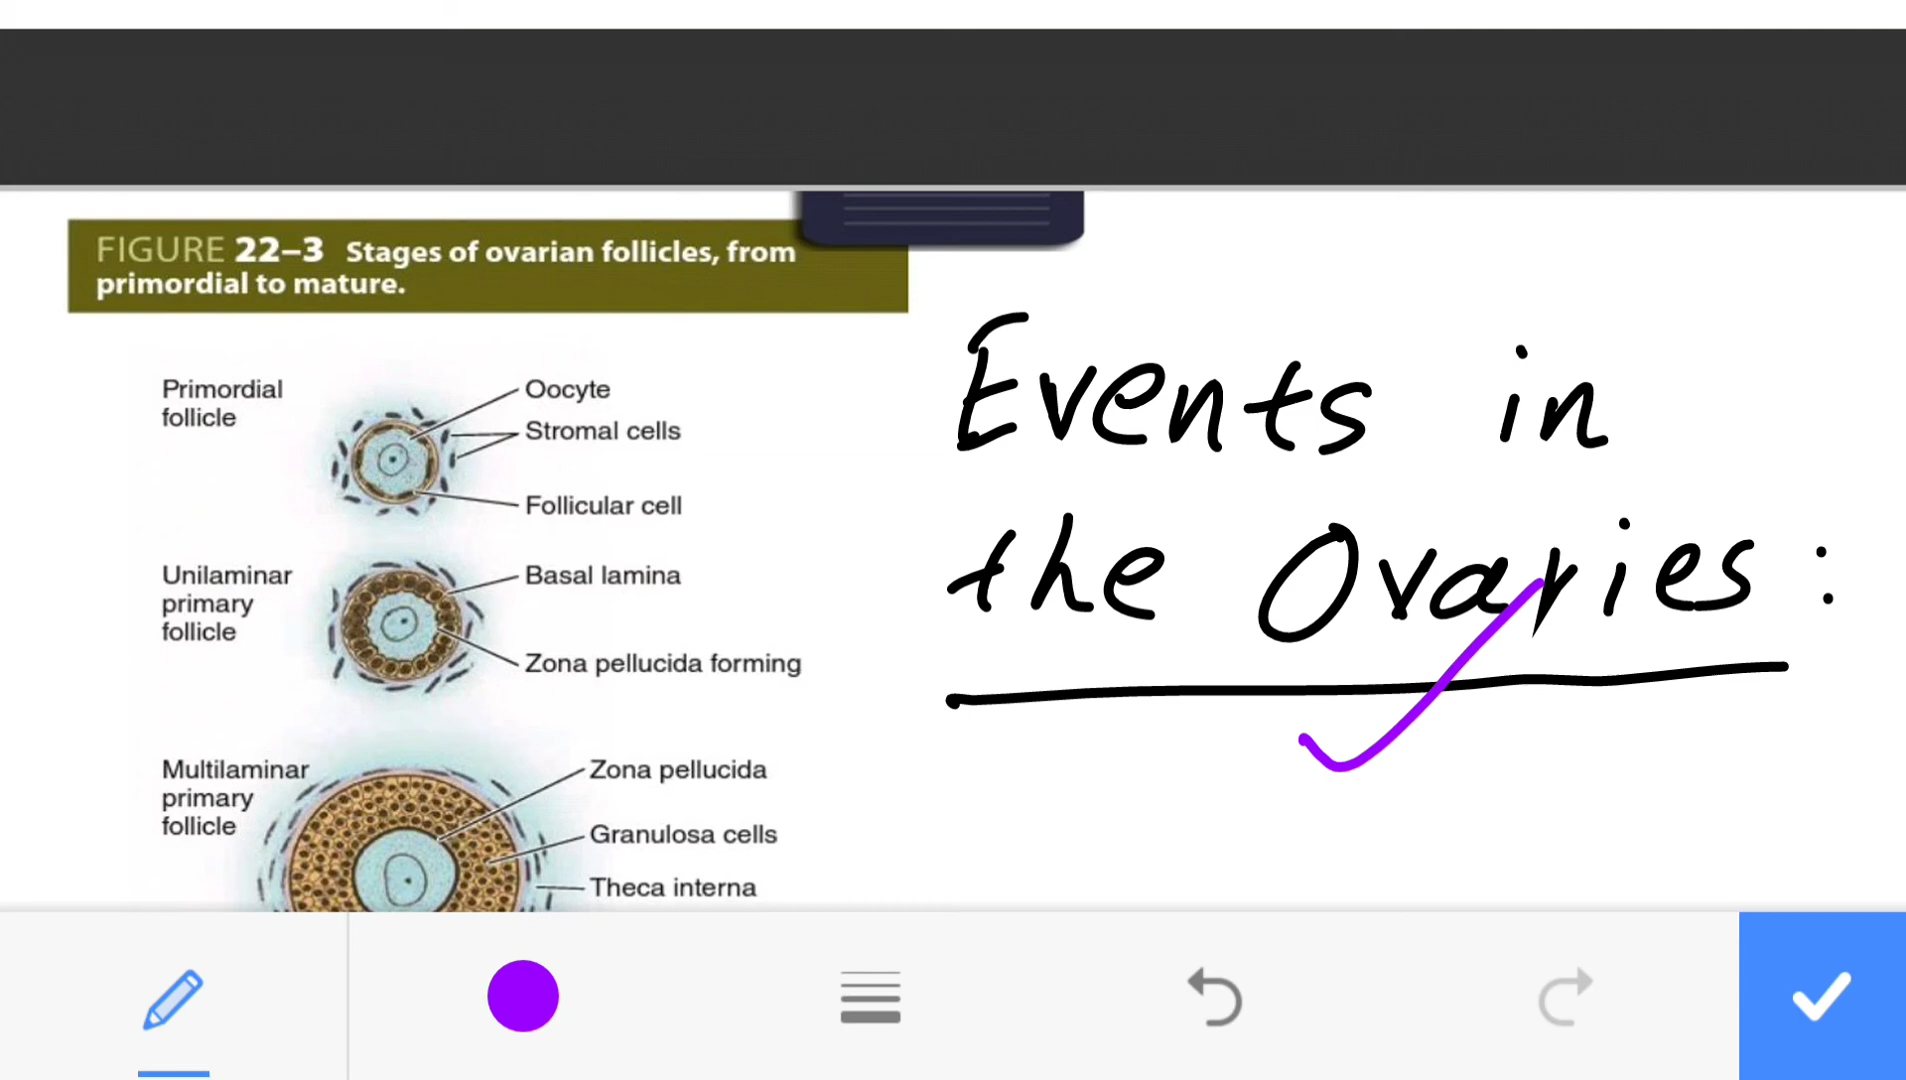 FIGURE 22–3 Stages of ovarian follicles, from
primordial to mature.
Primordial
follicle
Oocyte
Stromal cells
Follicular cell
Unilaminar
primary
follicle
Basal lamina
Zona pellucida forming
Multilaminar
primary
follicle
Zona pellucida
Granulosa cells
Theca interna
Events in
the Ovaries: